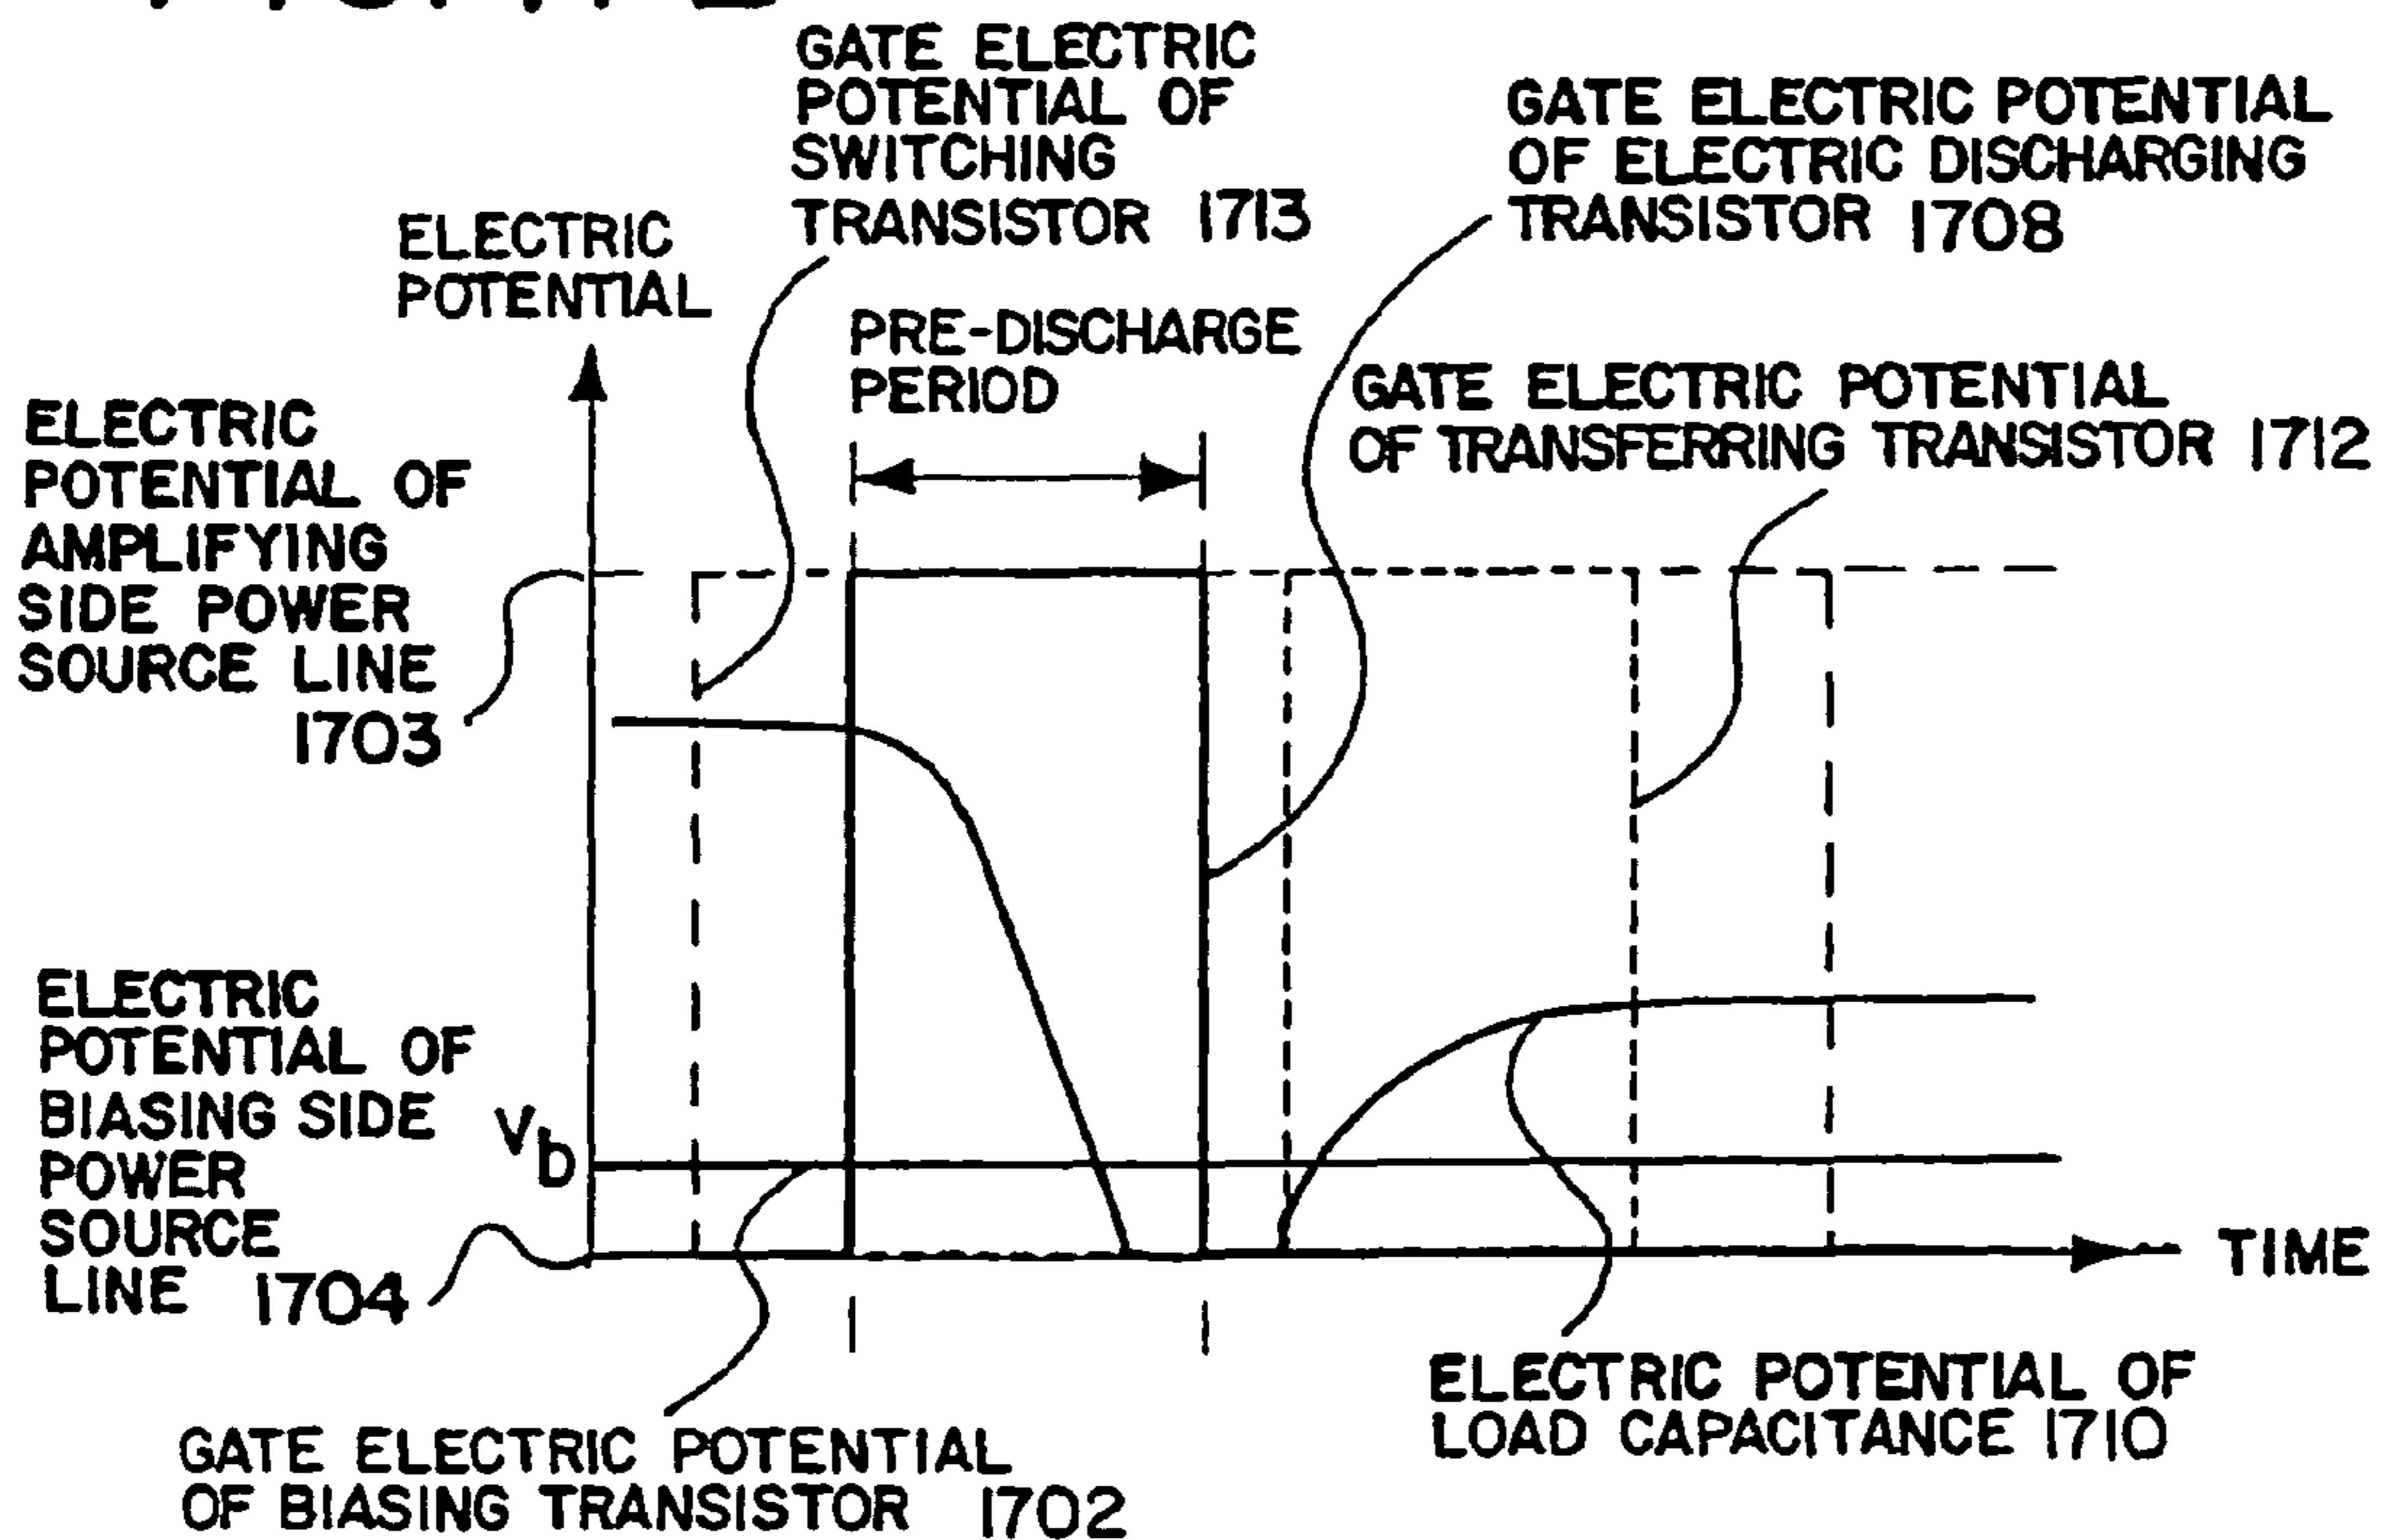 GATE ELECTRIC
POTENTIAL OF
SWITCHING
TRANSISTOR 1713
GATE ELECTRIC POTENTIAL
OF ELECTRIC DISCHARGING
TRANSISTOR 1708
ELECTRIC
POTENTIAL
PRE-DISCHARGE
PERIOD
GATE ELECTRIC POTENTIAL
OF TRANSFERRING TRANSISTOR 1712
ELECTRIC
POTENTIAL OF
AMPLIFYING
SIDE POWER
SOURCE LINE
1703
ELECTRIC
POTENTIAL OF
BIASING SIDE
POWER
SOURCE
LINE 1704
Vb
TIME
ELECTRIC POTENTIAL OF
LOAD CAPACITANCE 1710
GATE ELECTRIC POTENTIAL
OF BIASING TRANSISTOR 1702